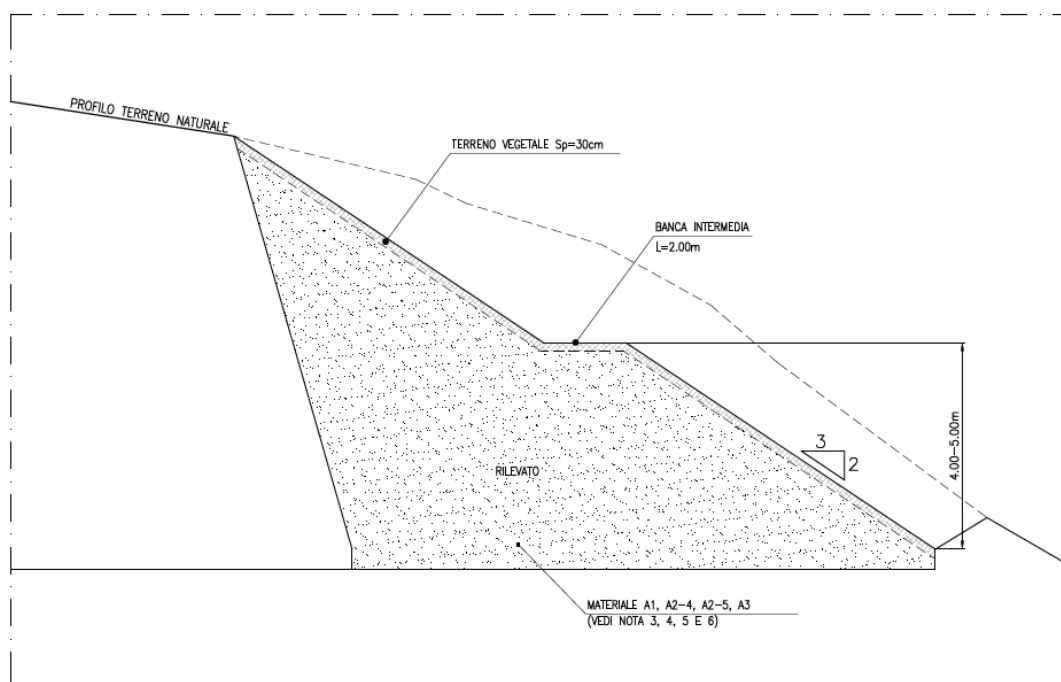 PROFILO TERRENO NATURALE
TERRENO VEGETALE Sp=30cm
BANCA INTERMEDIA
L=2.00m
3
2
4.00-5.00m
RILEVATO
MATERIALE A1, A2-4, A2-5, A3
(VEDI NOTA 3, 4, 5 E 6)